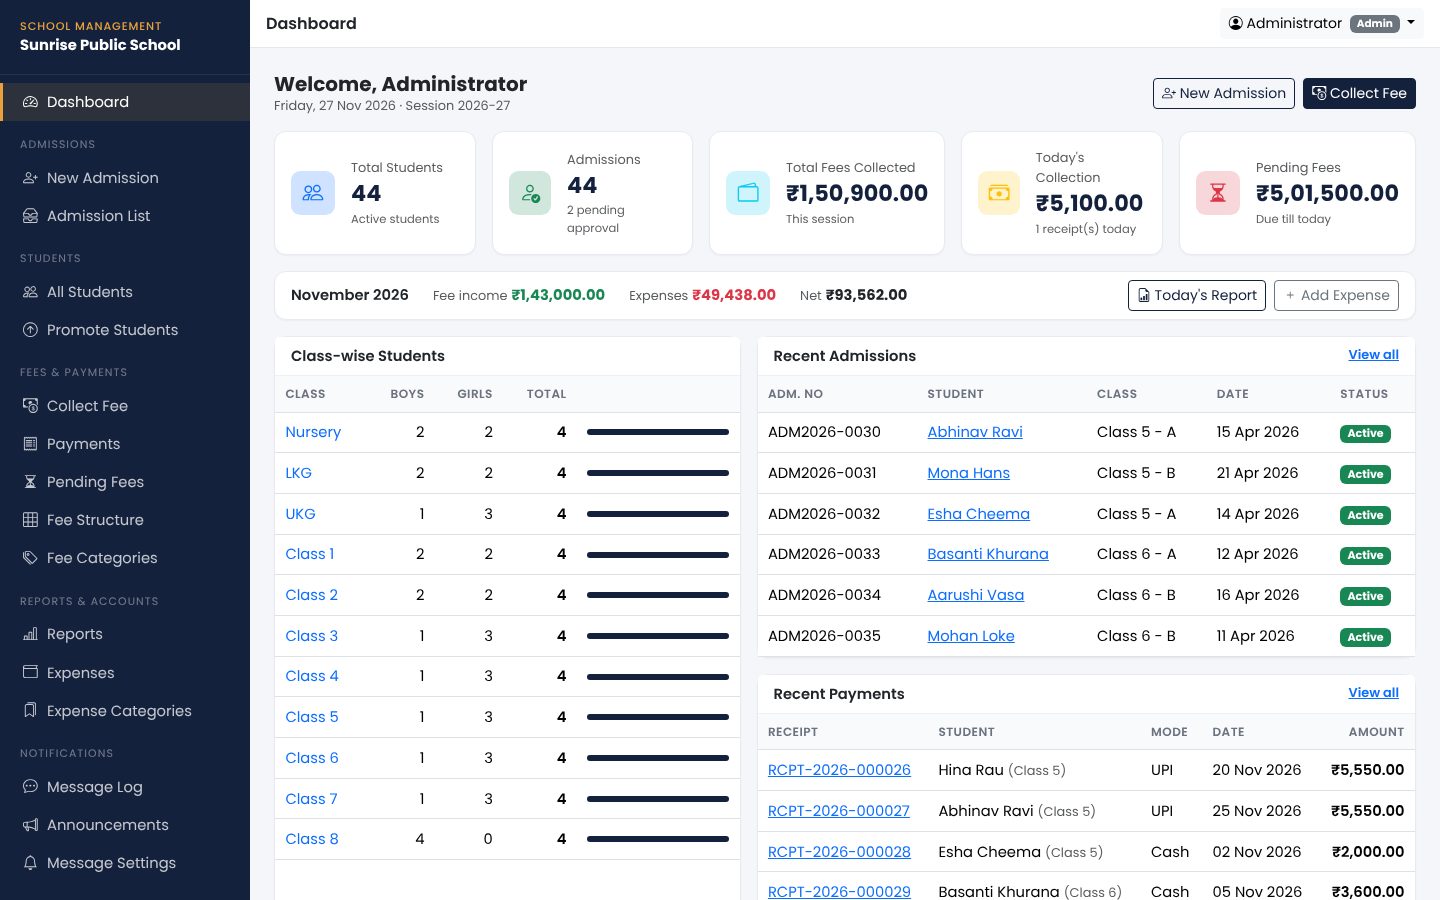 SCHOOL MANAGEMENT
Sunrise Public School
Dashboard
ADMISSIONS
New Admission
Admission List
STUDENTS
All Students
Promote Students
FEES & PAYMENTS
Collect Fee
Payments
Pending Fees
Fee Structure
Fee Categories
REPORTS & ACCOUNTS
Reports
Expenses
Expense Categories
NOTIFICATIONS
Message Log
Announcements
Message Settings
Dashboard
Administrator Admin
Welcome, Administrator
Friday, 27 Nov 2026 · Session 2026-27
New Admission
Collect Fee
Total Students
44
Active students
Admissions
44
2 pending
approval
Total Fees Collected
₹1,50,900.00
This session
Today's
Collection
₹5,100.00
1 receipt(s) today
Pending Fees
₹5,01,500.00
Due till today
November 2026 Fee income ₹1,43,000.00 Expenses ₹49,438.00 Net ₹93,562.00
Today's Report
+ Add Expense
Class-wise Students
CLASS BOYS GIRLS TOTAL
Nursery 2 2 4
LKG 2 2 4
UKG 1 3 4
Class 1 2 2 4
Class 2 2 2 4
Class 3 1 3 4
Class 4 1 3 4
Class 5 1 3 4
Class 6 1 3 4
Class 7 1 3 4
Class 8 4 0 4
Recent Admissions View all
ADM. NO STUDENT CLASS DATE STATUS
ADM2026-0030 Abhinav Ravi Class 5 - A 15 Apr 2026 Active
ADM2026-0031 Mona Hans Class 5 - B 21 Apr 2026 Active
ADM2026-0032 Esha Cheema Class 5 - A 14 Apr 2026 Active
ADM2026-0033 Basanti Khurana Class 6 - A 12 Apr 2026 Active
ADM2026-0034 Aarushi Vasa Class 6 - B 16 Apr 2026 Active
ADM2026-0035 Mohan Loke Class 6 - B 11 Apr 2026 Active
Recent Payments View all
RECEIPT STUDENT MODE DATE AMOUNT
RCPT-2026-000026 Hina Rau (Class 5) UPI 20 Nov 2026 ₹5,550.00
RCPT-2026-000027 Abhinav Ravi (Class 5) UPI 25 Nov 2026 ₹5,550.00
RCPT-2026-000028 Esha Cheema (Class 5) Cash 02 Nov 2026 ₹2,000.00
RCPT-2026-000029 Basanti Khurana (Class 6) Cash 05 Nov 2026 ₹3,600.00